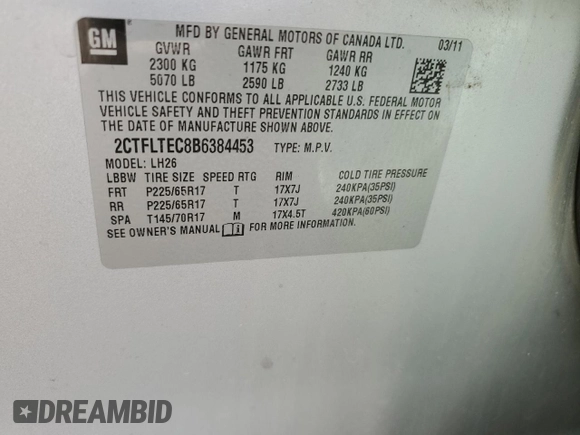 GM
MFD BY GENERAL MOTORS OF CANADA LTD. 03/11
GVWR GAWR FRT GAWR RR
2300 KG 1175 KG 1240 KG
5070 LB 2590 LB 2733 LB
THIS VEHICLE CONFORMS TO ALL APPLICABLE U.S. FEDERAL MOTOR
VEHICLE SAFETY AND THEFT PREVENTION STANDARDS IN EFFECT ON
THE DATE OF MANUFACTURE SHOWN ABOVE.
2CTFLTEC8B6384453 TYPE: M.P.V.
MODEL: LH26
LBBW TIRE SIZE SPEED RTG RIM COLD TIRE PRESSURE
FRT P225/65R17 T 17X7J 240KPA(35PSI)
RR P225/65R17 T 17X7J 240KPA(35PSI)
SPA T145/70R17 M 17X4.5T 420KPA(60PSI)
SEE OWNER'S MANUAL FOR MORE INFORMATION.
DREAMBID